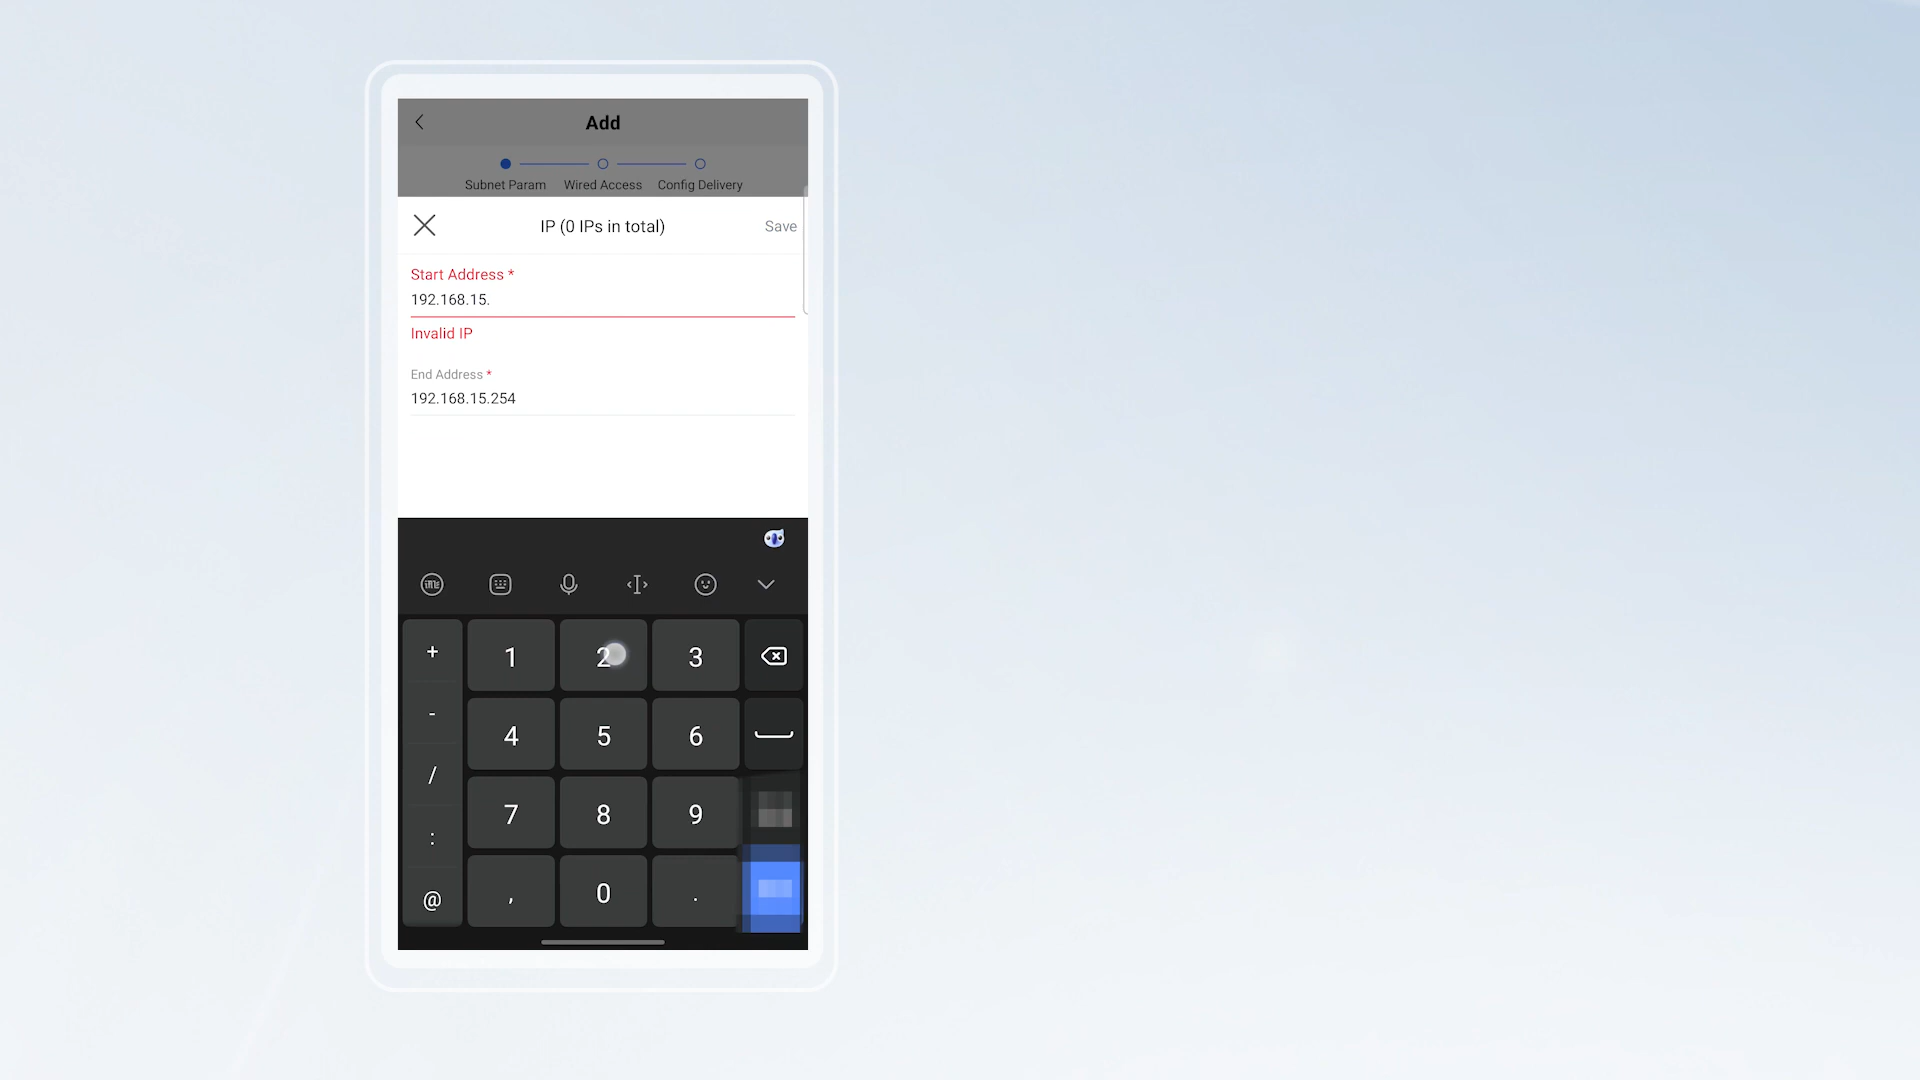 Add
Subnet Param Wired Access Config Delivery
IP (0 IPs in total) Save
Start Address *
192.168.15.
Invalid IP
End Address *
192.168.15.254
+ 1 2 3
- 4 5 6
/ 7 8 9
:
@ , 0 .